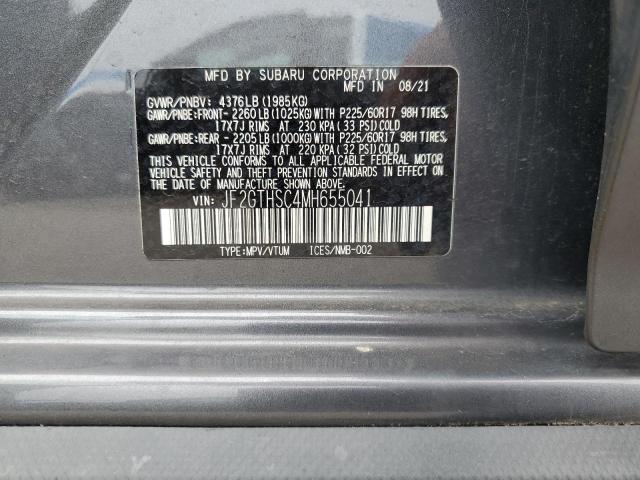 MFD BY SUBARU CORPORATION
MFD IN 08/21
GVWR/PNBV: 4376LB (1985KG)
GAWR/PNBE:FRONT- 2260LB (1025KG)WITH P225/60R17 98H TIRES,
17X7J RIMS AT 230 KPA (33 PSI)COLD
GAWR/PNBE:REAR - 2205LB (1000KG)WITH P225/60R17 98H TIRES,
17X7J RIMS AT 220 KPA (32 PSI)COLD
THIS VEHICLE CONFORMS TO ALL APPLICABLE FEDERAL MOTOR
VEHICLE SAFETY AND THEFT PREVENTION STANDARDS IN EFFECT
ON THE DATE OF MANUFACTURE SHOWN ABOVE.
VIN: JF2GTHSC4MH655041
TYPE:MPV/VTUM ICES/NMB-002